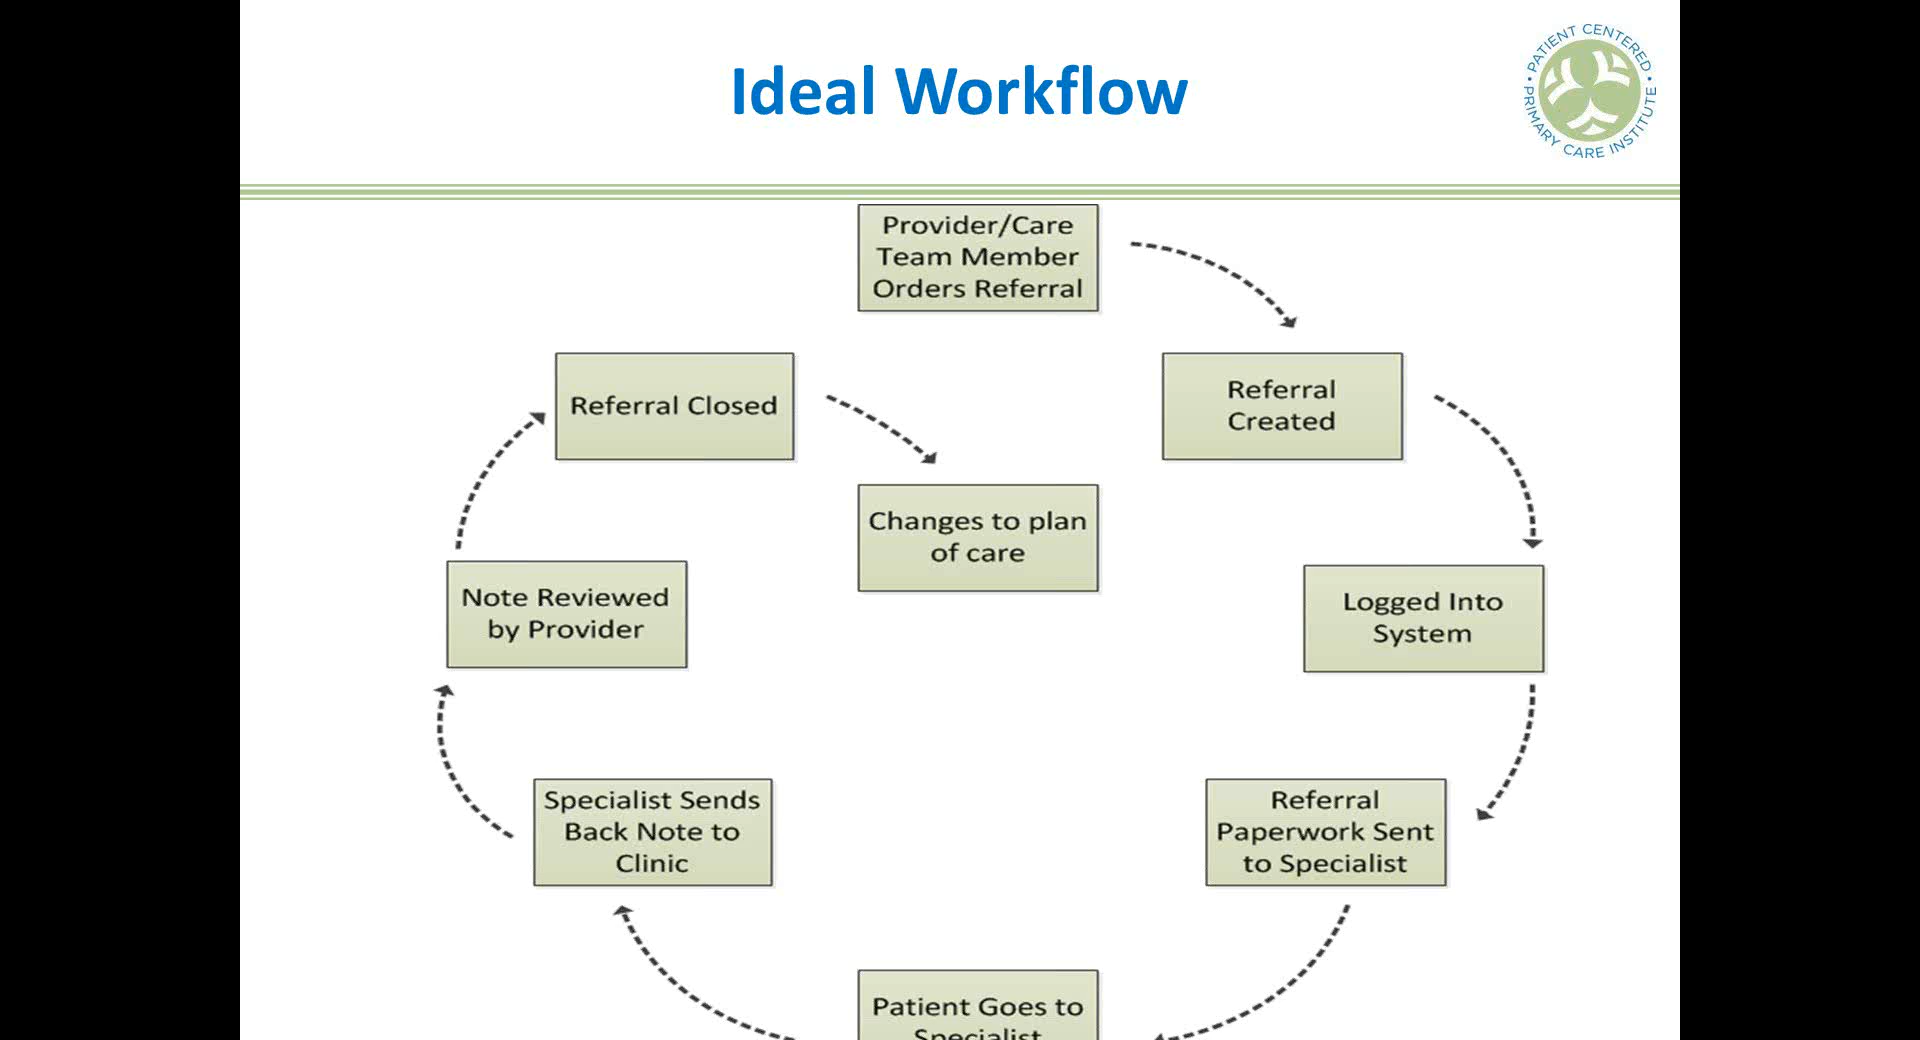 Ideal Workflow
PATIENT CENTERED
PRIMARY CARE INSTITUTE
Provider/Care
Team Member
Orders Referral
Referral
Created
Logged Into
System
Referral
Paperwork Sent
to Specialist
Patient Goes to
Specialist
Specialist Sends
Back Note to
Clinic
Note Reviewed
by Provider
Referral Closed
Changes to plan
of care